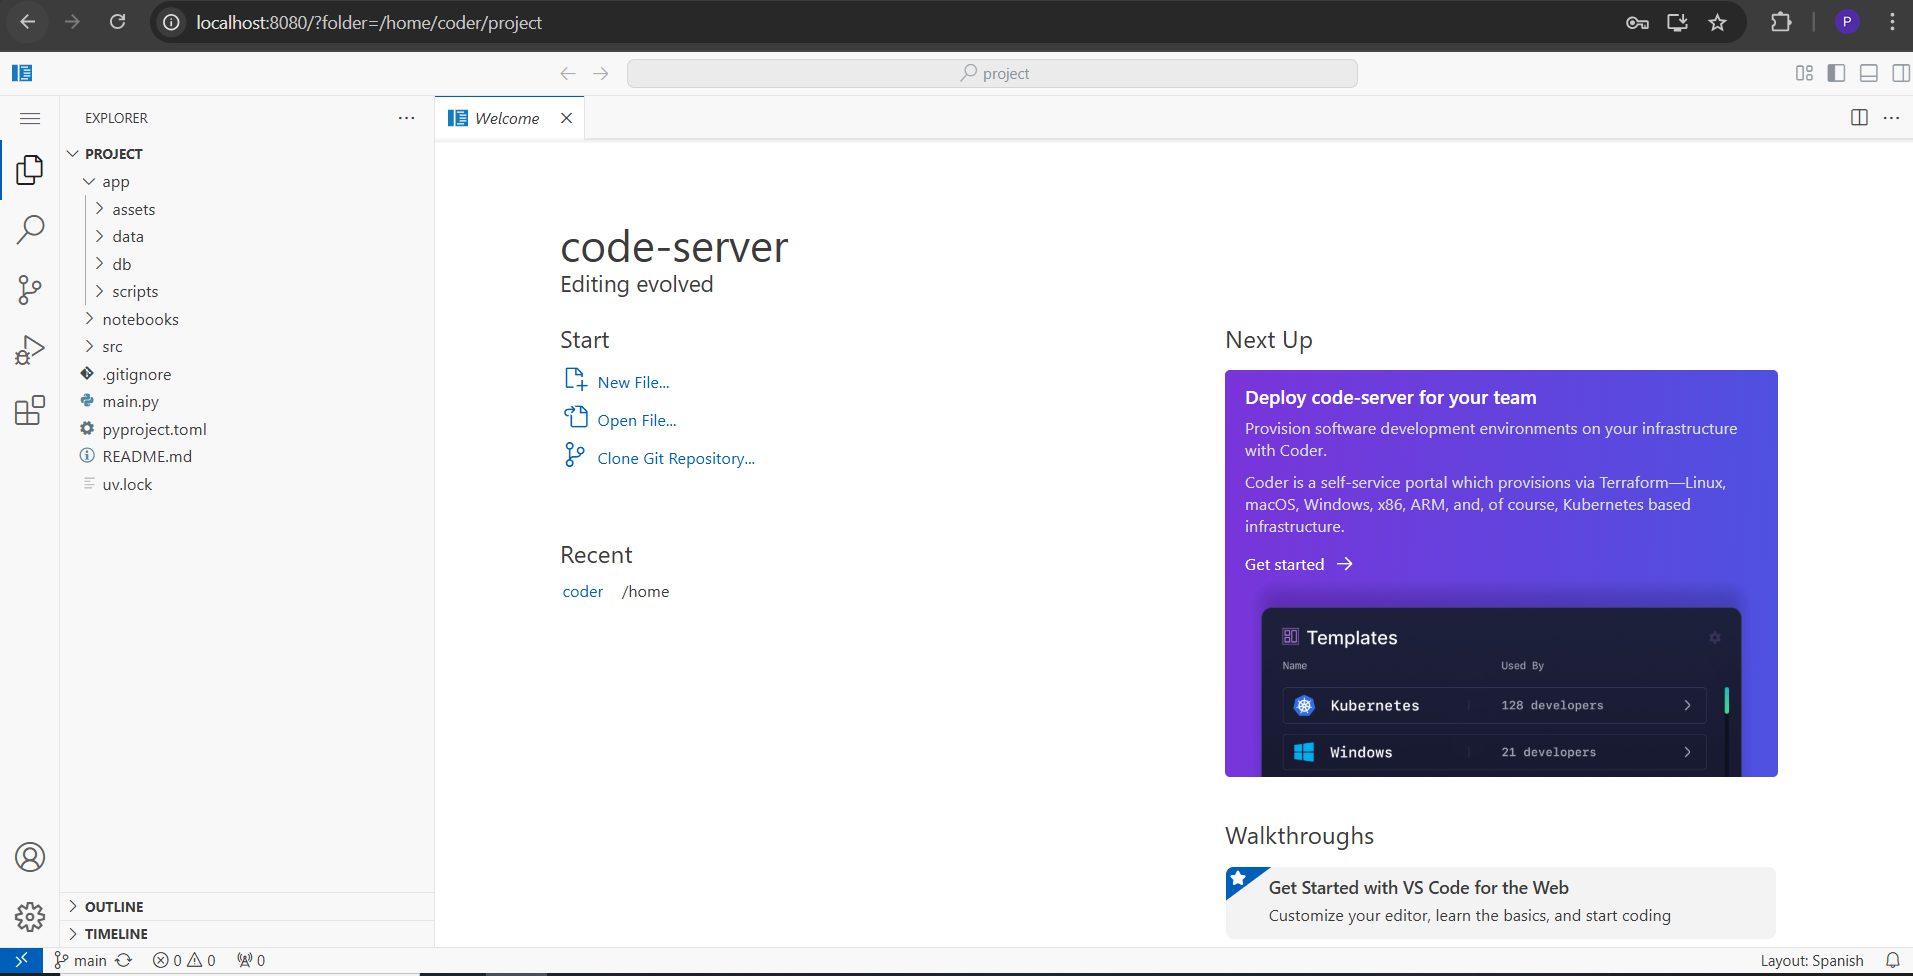 localhost:8080/?folder=/home/coder/project
P
project
EXPLORER
Welcome
PROJECT
app
assets
data
db
scripts
notebooks
src
.gitignore
main.py
pyproject.toml
README.md
uv.lock
OUTLINE
TIMELINE
code-server
Editing evolved
Start
New File...
Open File...
Clone Git Repository...
Recent
coder /home
Next Up
Deploy code-server for your team
Provision software development environments on your infrastructure
with Coder.
Coder is a self-service portal which provisions via Terraform—Linux,
macOS, Windows, x86, ARM, and, of course, Kubernetes based
infrastructure.
Get started
Templates
Name Used By
Kubernetes 128 developers
Windows 21 developers
Walkthroughs
Get Started with VS Code for the Web
Customize your editor, learn the basics, and start coding
main 0 0 0 Layout: Spanish